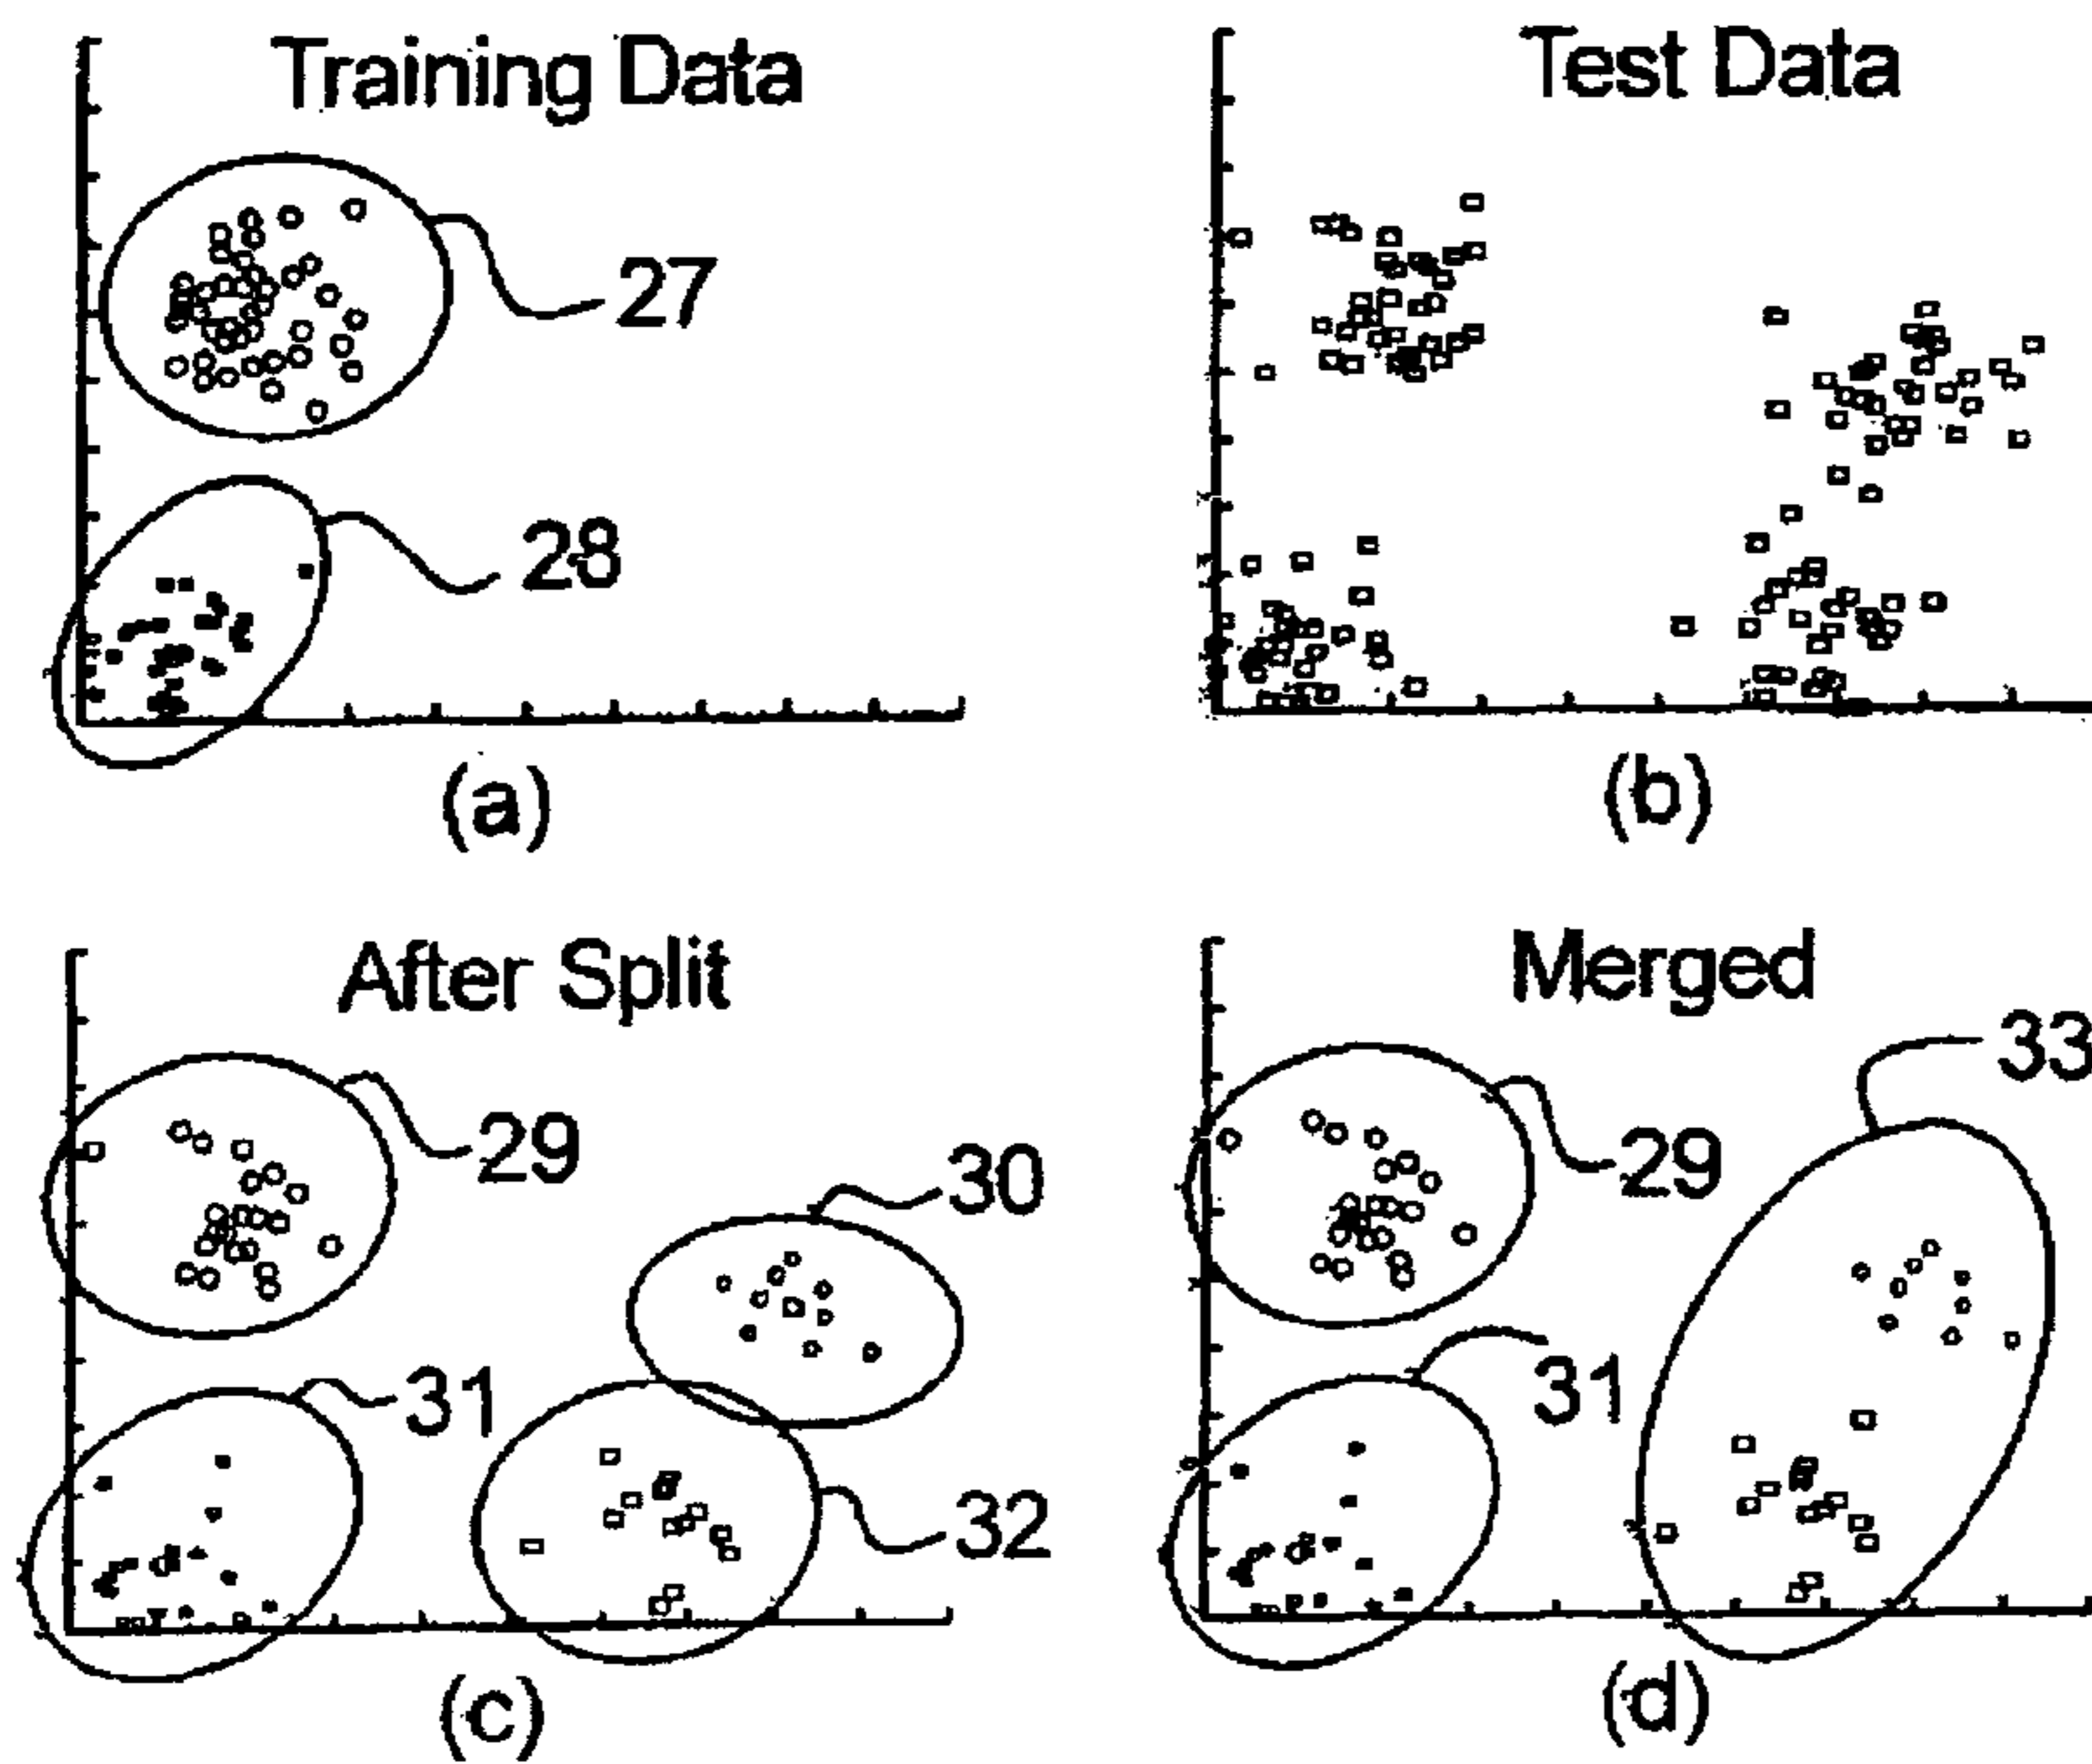 Training Data
27
28
(a)
Test Data
(b)
After Split
29
30
31
32
(c)
Merged
33
29
31
(d)